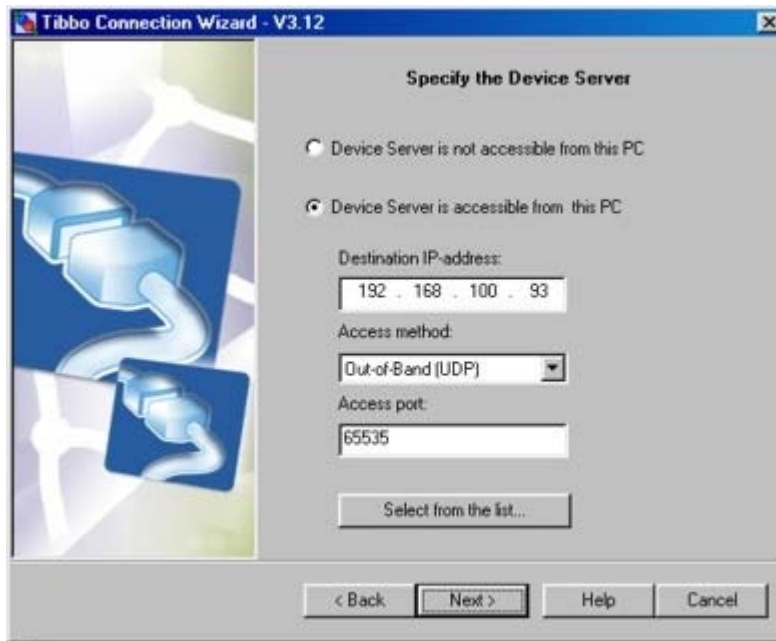 Tibbo Connection Wizard - V3.12
Specify the Device Server
Device Server is not accessible from this PC
Device Server is accessible from this PC
Destination IP-address:
192 . 168 . 100 . 93
Access method:
Out-of-Band (UDP)
Access port:
65535
Select from the list...
< Back Next > Help Cancel